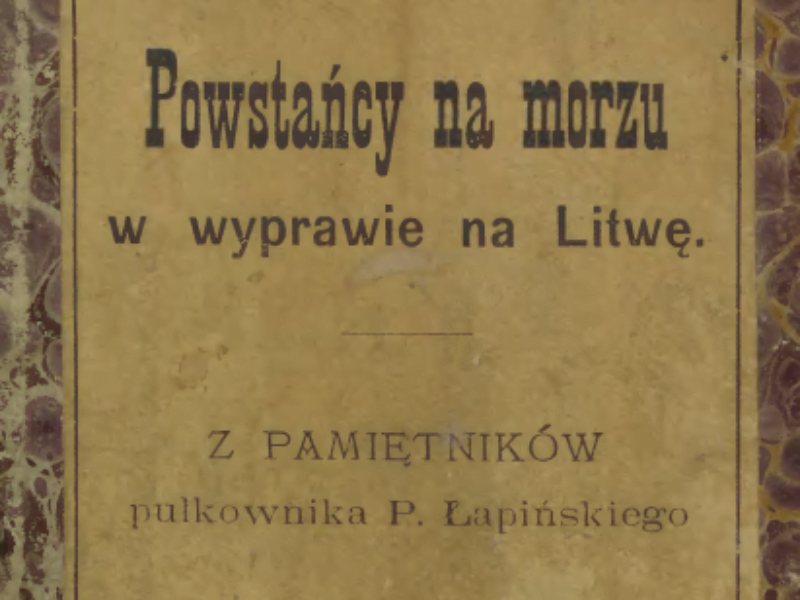 Powstańcy na morzu
w wyprawie na Litwę.
Z PAMIĘTNIKÓW
pułkownika P. Łapińskiego